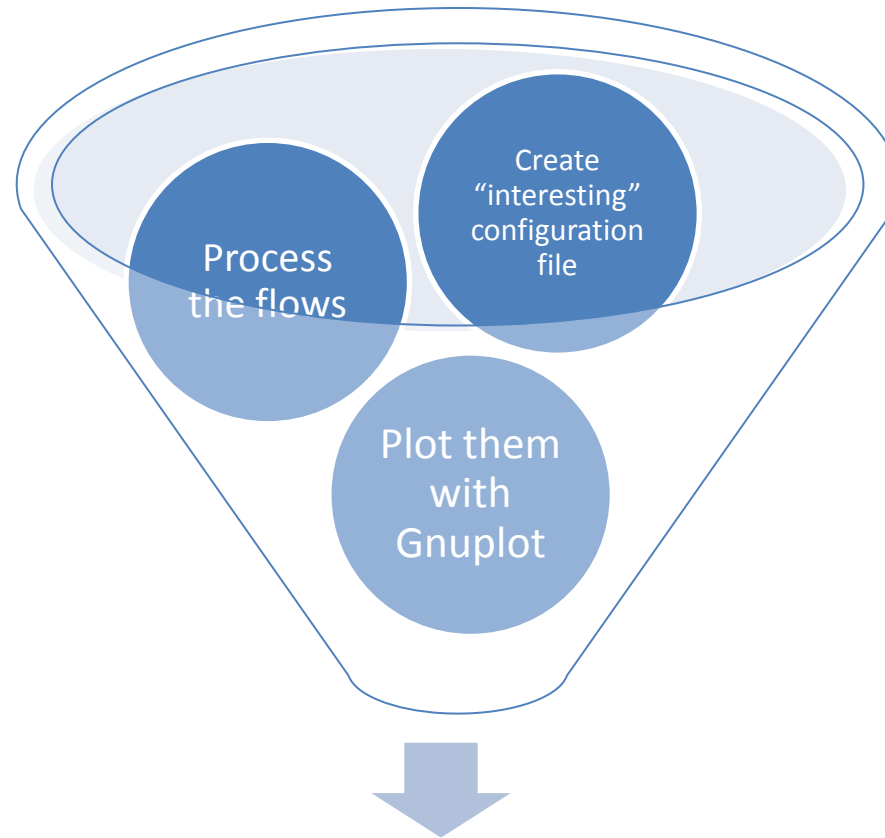 Create
“interesting”
configuration
file
Process
the flows
Plot them
with
Gnuplot